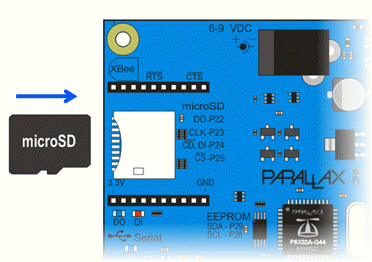 6-9 VDC
XBee
RTS CTS
microSD
DO-P22
CLK-P23
CD, DI-P24
CS-P25
microSD
3.3V GND
DO DI
EEPROM
SDA - P29
SCL - P28
Serial
PARALLAX
PARALLAX
P8X32A-Q44